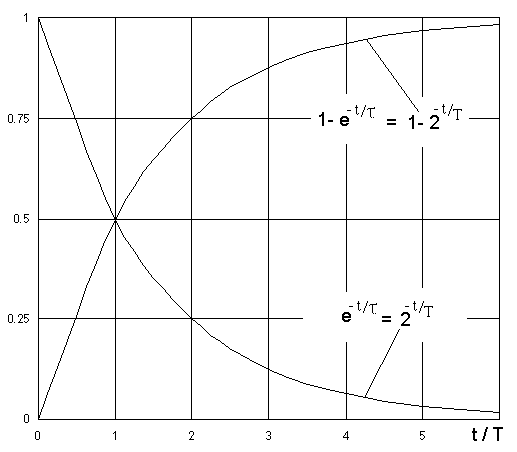 1
0.75
1- e^-t/τ = 1- 2^-t/T
0.5
0.25
e^-t/τ = 2^-t/T
0
0 1 2 3 4 5 t / T